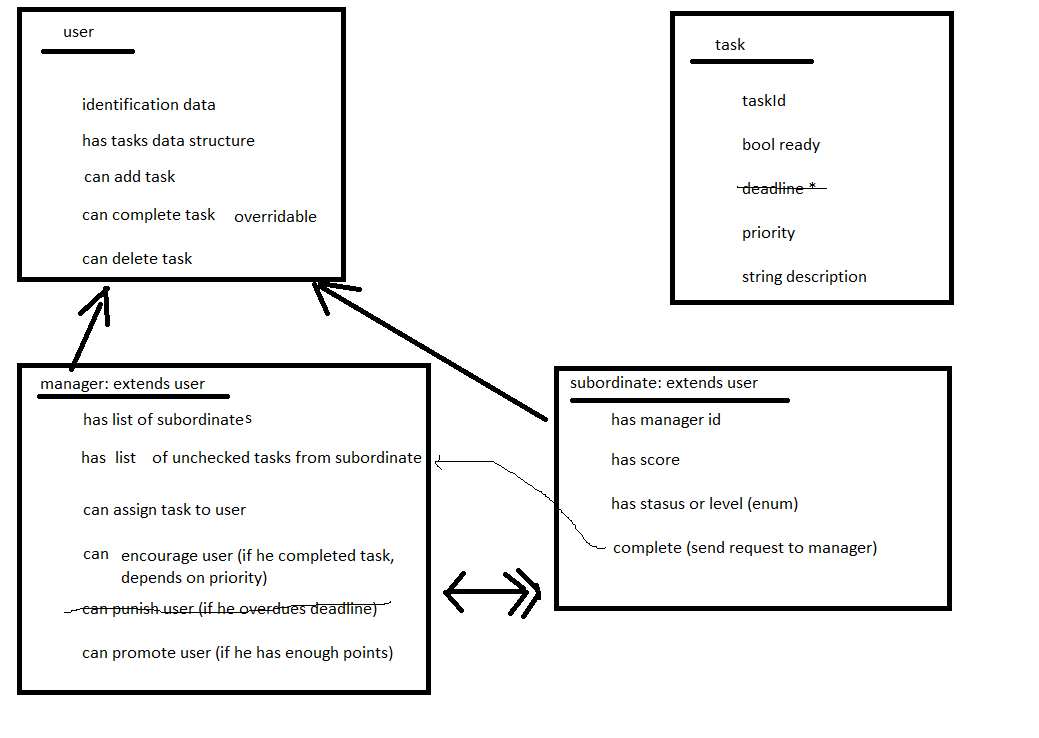 user
identification data
has tasks data structure
can add task
can complete task overridable
can delete task
task
taskId
bool ready
deadline *
priority
string description
manager: extends user
has list of subordinates
has list of unchecked tasks from subordinate
can assign task to user
can encourage user (if he completed task,
depends on priority)
can punish user (if he overdues deadline)
can promote user (if he has enough points)
subordinate: extends user
has manager id
has score
has stasus or level (enum)
complete (send request to manager)